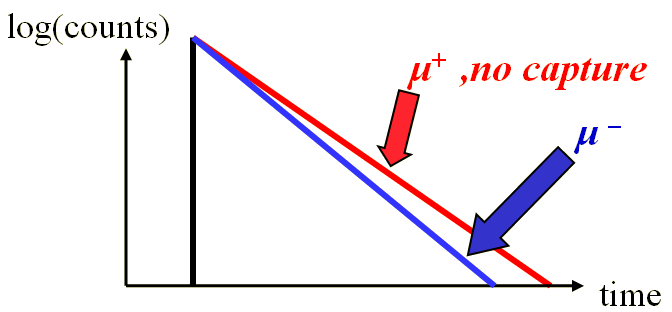 log(counts)
μ+ ,no capture
μ −
time